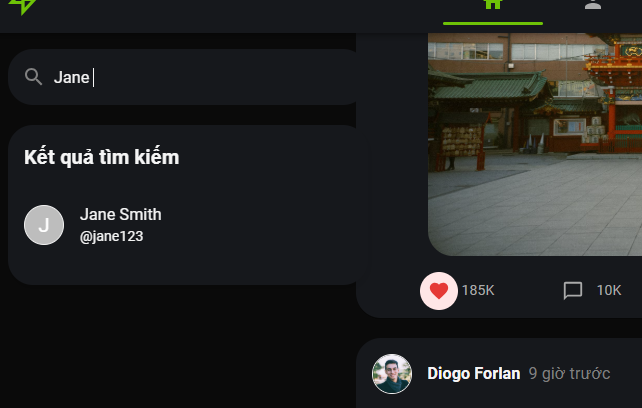 Jane
Kết quả tìm kiếm
J
Jane Smith
@jane123
185K
10K
Diogo Forlan 9 giờ trước